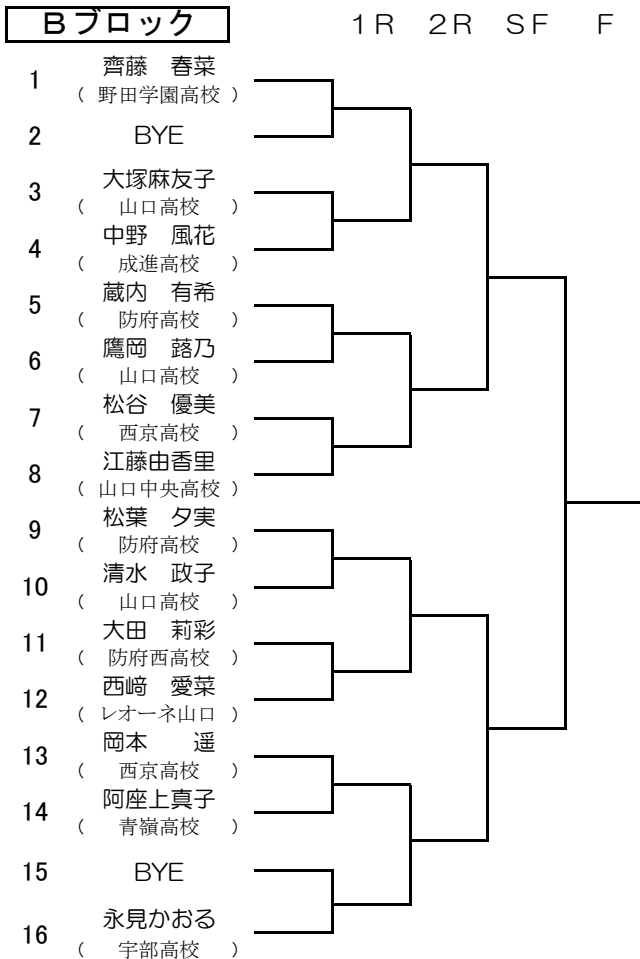 Bブロック 1R 2R SF F
1 齊藤 春菜
( 野田学園高校 )
2 BYE
3 大塚麻友子
( 山口高校 )
4 中野 風花
( 成進高校 )
5 蔵内 有希
( 防府高校 )
6 鷹岡 蕗乃
( 山口高校 )
7 松谷 優美
( 西京高校 )
8 江藤由香里
( 山口中央高校 )
9 松葉 夕実
( 防府高校 )
10 清水 政子
( 山口高校 )
11 大田 莉彩
( 防府西高校 )
12 西﨑 愛菜
( レオーネ山口 )
13 岡本 遥
( 西京高校 )
14 阿座上真子
( 青嶺高校 )
15 BYE
16 永見かおる
( 宇部高校 )